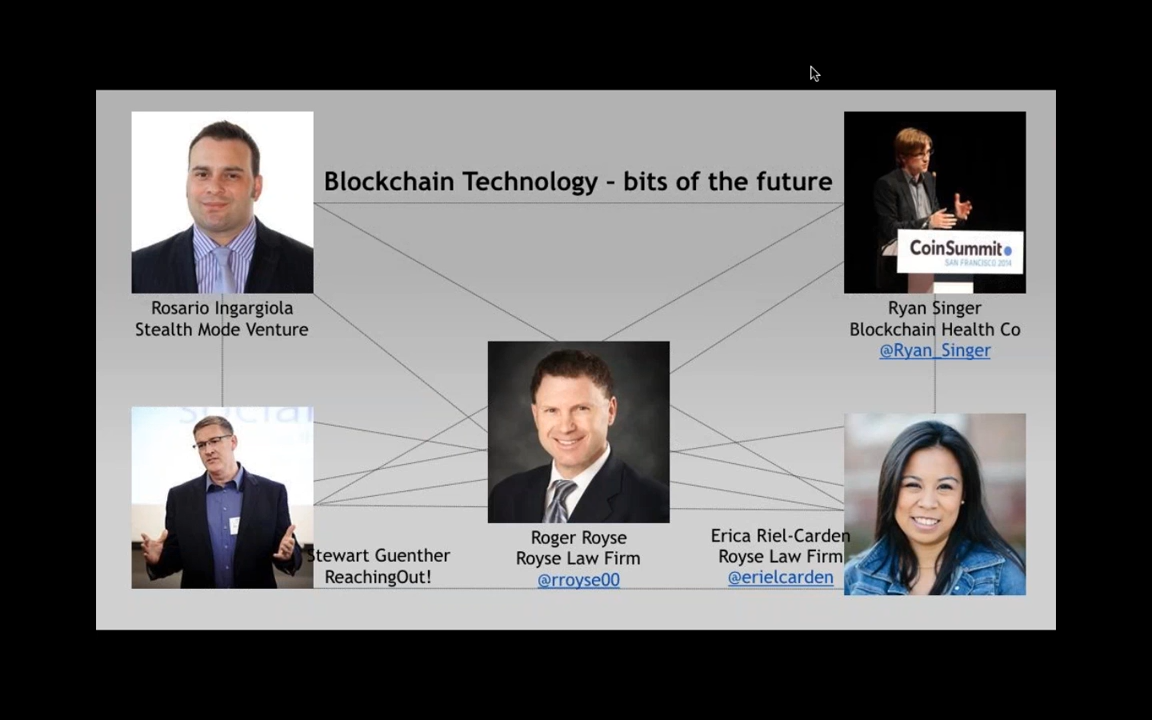 Blockchain Technology – bits of the future
CoinSummit
SAN FRANCISCO 2014
Rosario Ingargiola
Stealth Mode Venture
Ryan Singer
Blockchain Health Co
@Ryan_Singer
social
Stewart Guenther
ReachingOut!
Roger Royse
Royse Law Firm
@rroyse00
Erica Riel-Carden
Royse Law Firm
@erielcarden